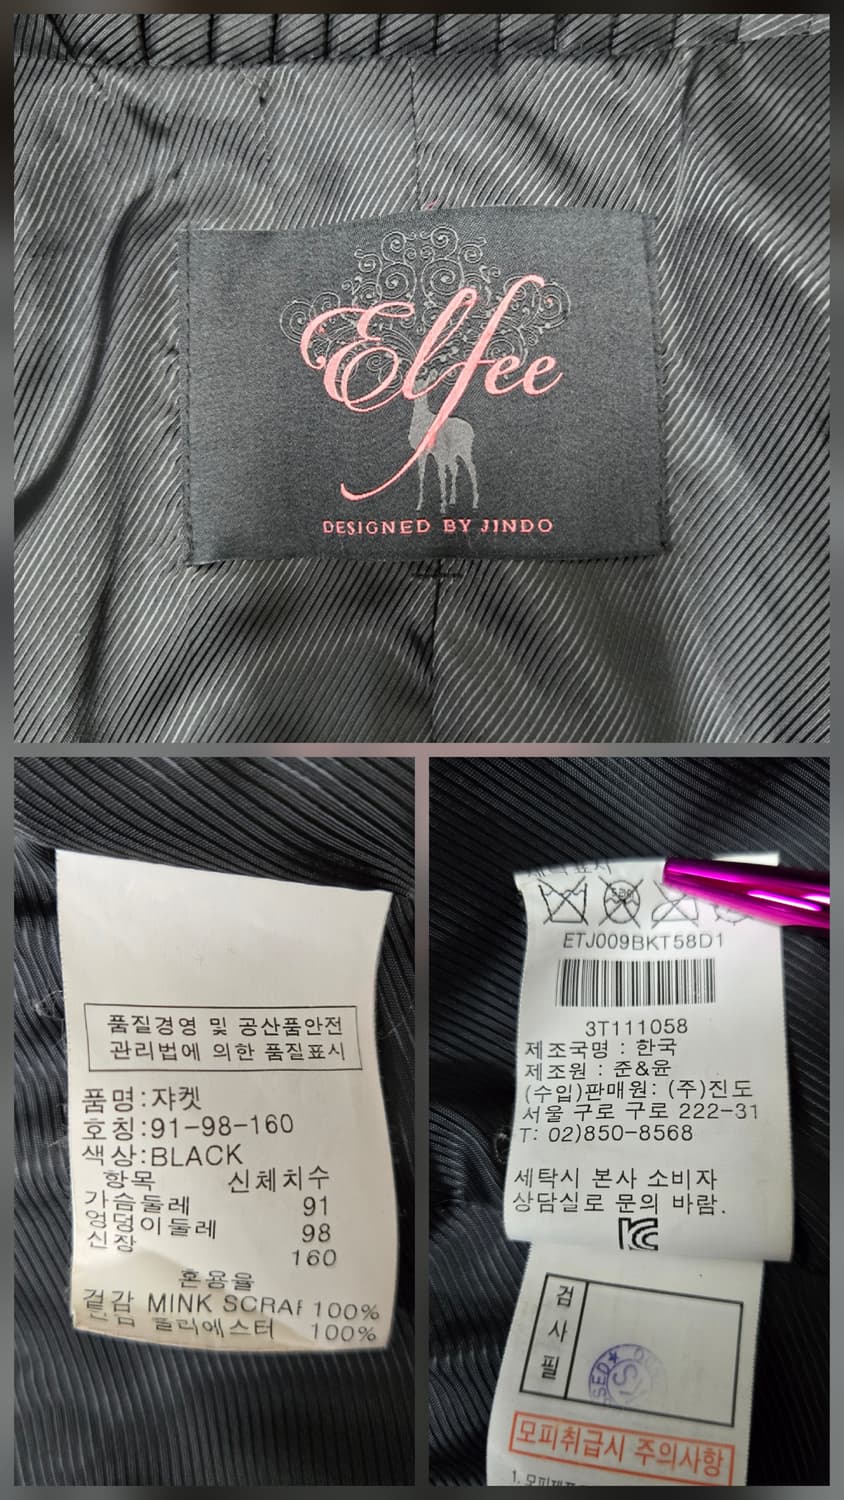 Elfee
DESIGNED BY JINDO
품질경영 및 공산품안전
관리법에 의한 품질표시
품명:쟈켓
호칭:91-98-160
색상:BLACK
항목 신체치수
가슴둘레 91
엉덩이둘레 98
신장 160
혼용율
겉감 MINK SCRAF 100%
안감 폴리에스터 100%
ETJ009BKT58D1
3T111058
제조국명 : 한국
제조원 : 준&윤
(수입)판매원: (주)진도
서울 구로 구로 222-31
T: 02)850-8568
세탁시 본사 소비자
상담실로 문의 바람.
검사필
모피취급시 주의사항